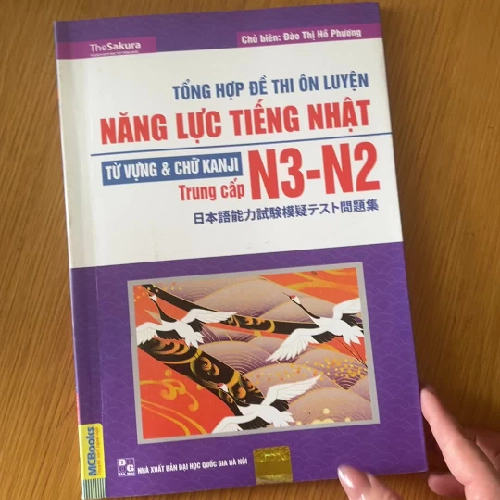 TheSakura
Chủ biên: Đào Thị Hồ Phương
TỔNG HỢP ĐỀ THI ÔN LUYỆN
NĂNG LỰC TIẾNG NHẬT
TỪ VỰNG & CHỮ KANJI
Trung cấp N3-N2
日本語能力試験模疑テスト問題集
MCBooks
NHÀ XUẤT BẢN ĐẠI HỌC QUỐC GIA HÀ NỘI